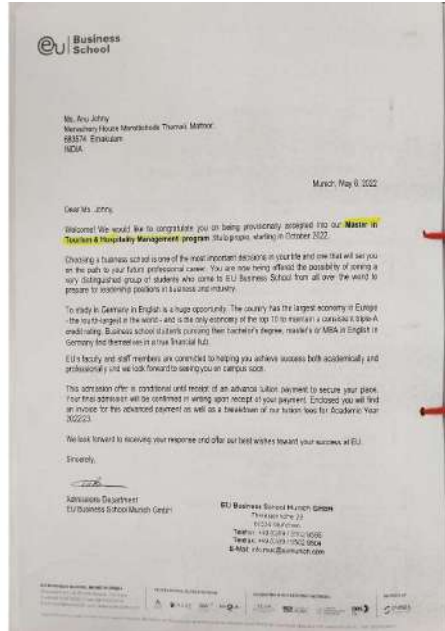 eU Business
School
Ms. Anu Johny
683574, Ernakulam
INDIA
Munich, May 6, 2022
Dear Ms. Johny,
Welcome! We would like to congratulate you on being provisionally accepted into our Master in
Tourism & Hospitality Management program, titulo propio, starting in October 2022.
Choosing a business school is one of the most important decisions in your life and one that will set you
on the path to your future professional career. You are now being offered the possibility of joining a
very distinguished group of students who come to EU Business School from all over the world to
prepare for leadership positions in business and industry.
To study in Germany in English is a huge opportunity. The country has the largest economy in Europe
- the fourth-largest in the world - and is the only economy of the top 10 to maintain a consistent triple-A
credit rating. Business school students pursuing their bachelor's degree, master's or MBA in English in
Germany find themselves in a true financial hub.
EU's faculty and staff members are committed to helping you achieve success both academically and
professionally and we look forward to seeing you on campus soon.
This admission offer is conditional until receipt of an advance tuition payment to secure your place.
Your final admission will be confirmed in writing upon receipt of your payment. Enclosed you will find
an invoice for this advanced payment as well as a breakdown of our tuition fees for Academic Year
2022/23.
We look forward to receiving your response and offer our best wishes toward your success at EU.
Sincerely,
Admissions Department
EU Business School Munich GmbH
EU Business School Munich GmbH